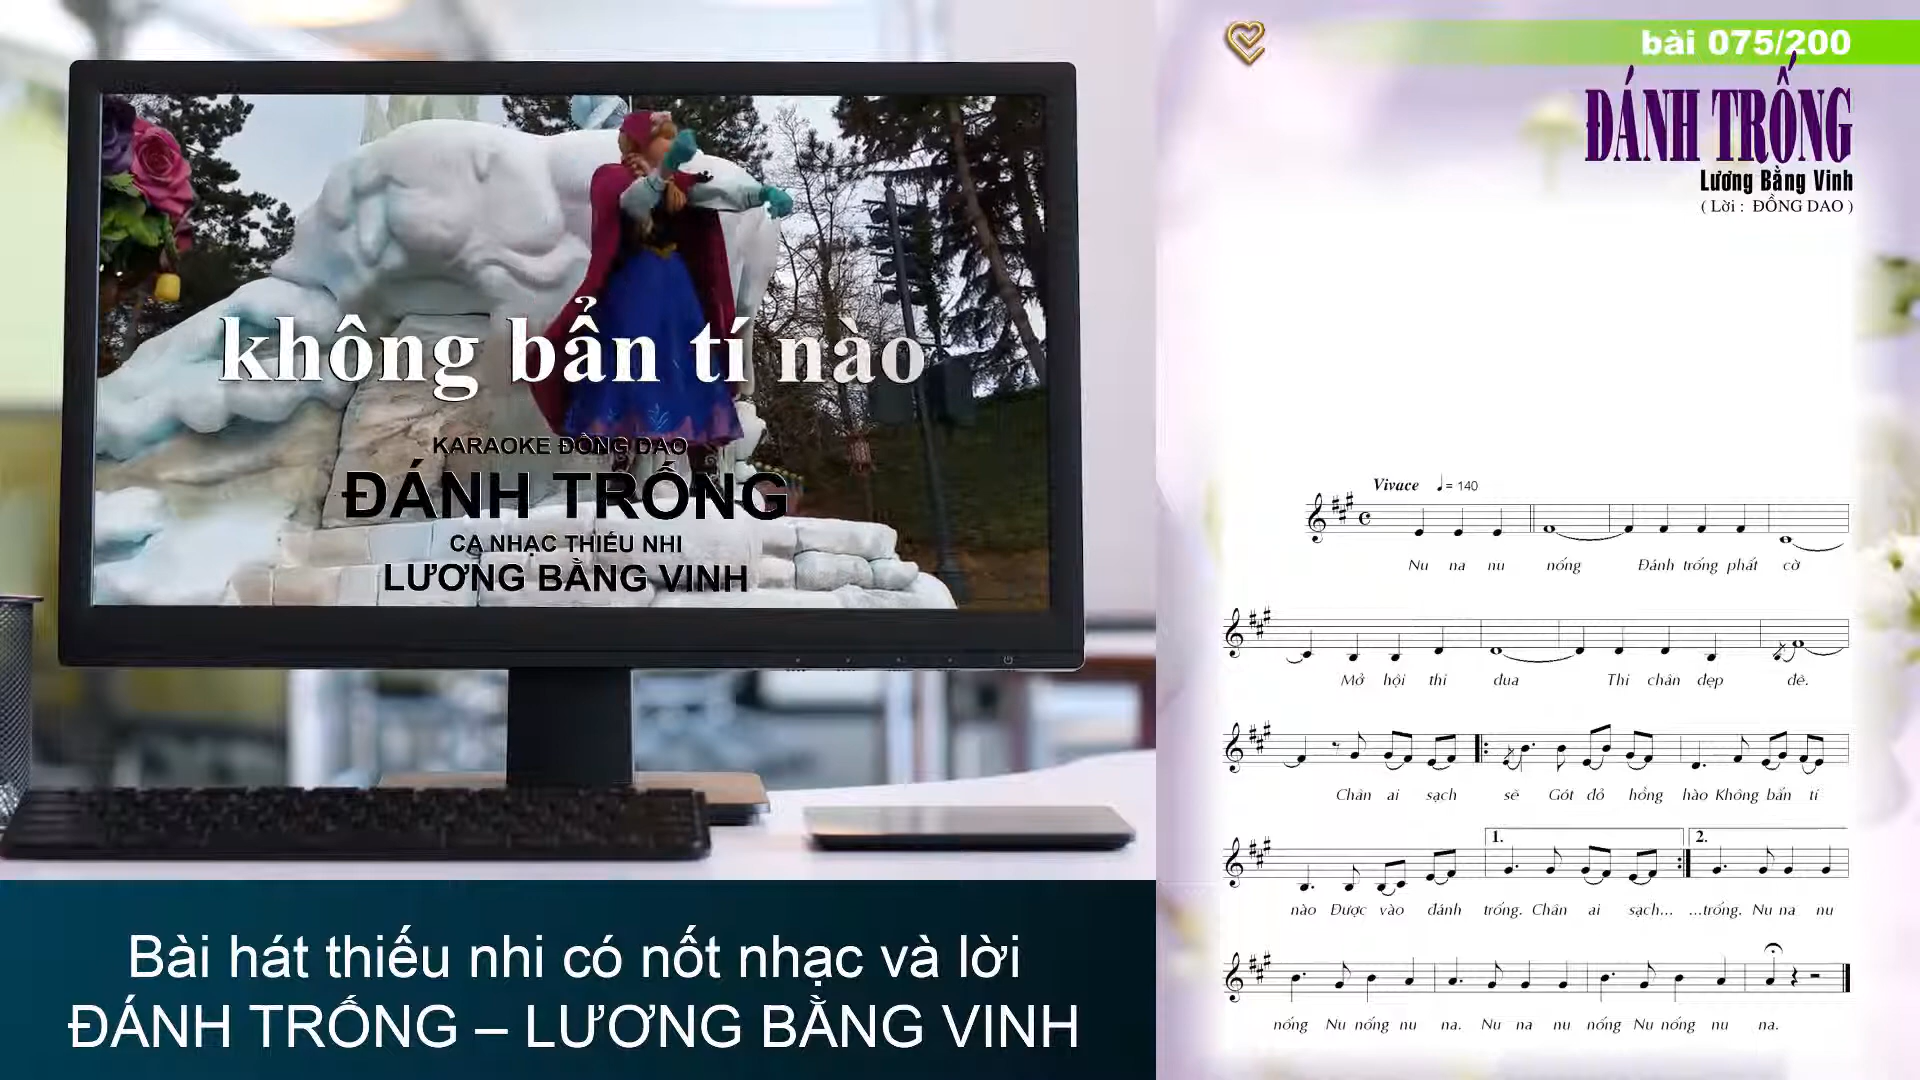 không bẩn tí nào
KARAOKE ĐỒNG DAO
ĐÁNH TRỐNG
CA NHẠC THIẾU NHI
LƯƠNG BẰNG VINH
Bài hát thiếu nhi có nốt nhạc và lời
ĐÁNH TRỐNG – LƯƠNG BẰNG VINH
bài 075/200
ĐÁNH TRỐNG
Lương Bằng Vinh
( Lời : ĐỒNG DAO )
Vivace ♩= 140
Nu na nu nống Đánh trống phất cờ
Mở hội thi đua Thi chân đẹp đẽ.
Chân ai sạch sẽ Gót đỏ hồng hào Không bẩn tí
1. 2.
nào Được vào đánh trống. Chân ai sạch... ...trống. Nu na nu
nống Nu nống nu na. Nu na nu nống Nu nống nu na.